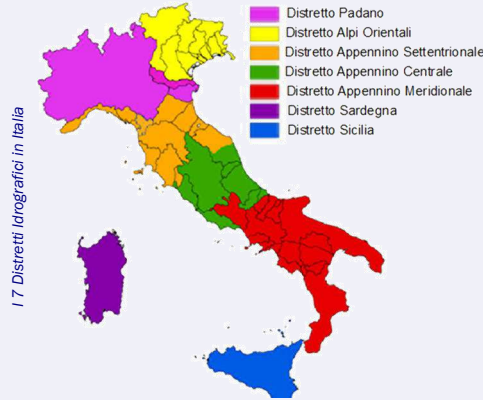 I 7 Distretti Idrografici in Italia
Distretto Padano
Distretto Alpi Orientali
Distretto Appennino Settentrionale
Distretto Appennino Centrale
Distretto Appennino Meridionale
Distretto Sardegna
Distretto Sicilia